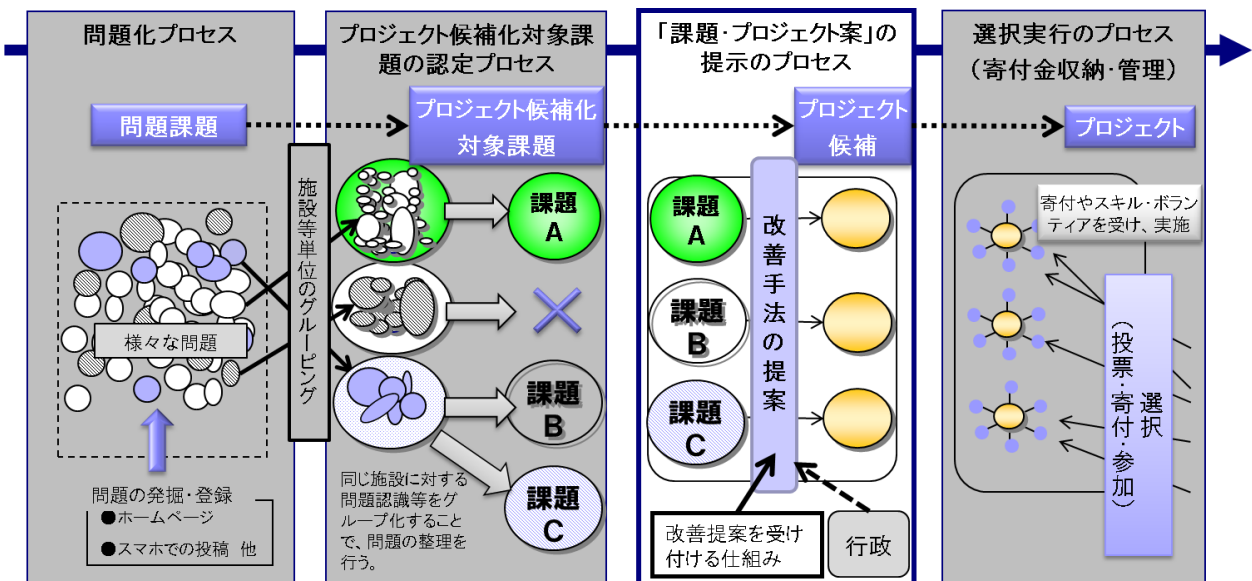 問題化プロセス
問題課題
様々な問題
問題の発掘・登録
●ホームページ
●スマホでの投稿 他
施設等単位のグルーピング
プロジェクト候補化対象課
題の認定プロセス
プロジェクト候補化
対象課題
課題
A
課題
B
課題
C
同じ施設に対する
問題認識等をグ
ループ化すること
で、問題の整理を
行う。
「課題・プロジェクト案」の
提示のプロセス
プロジェクト
候補
課題
A
課題
B
課題
C
改善手法の提案
改善提案を受け
付ける仕組み
行政
選択実行のプロセス
(寄付金収納・管理)
プロジェクト
寄付やスキル・ボラン
ティアを受け、実施
選択
(投票・寄付・参加)